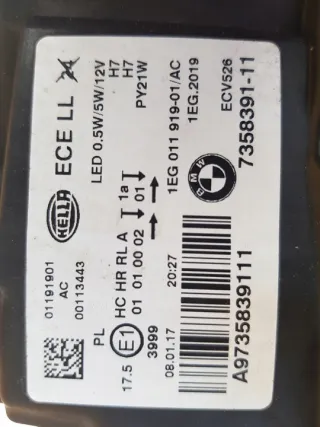 HELLA
ECE LL 24
LED 0,5W/5W/12V
H7
H7
PY21W
ECV526
1EG 011 919-01/AC
1EG.2019
BMW
7358391-11
01191901
AC
00113443
PL
17.5 E1
HC HR RL A 1a
01 01 00 02 01
3999
08.01.17 20:27
A9735839111